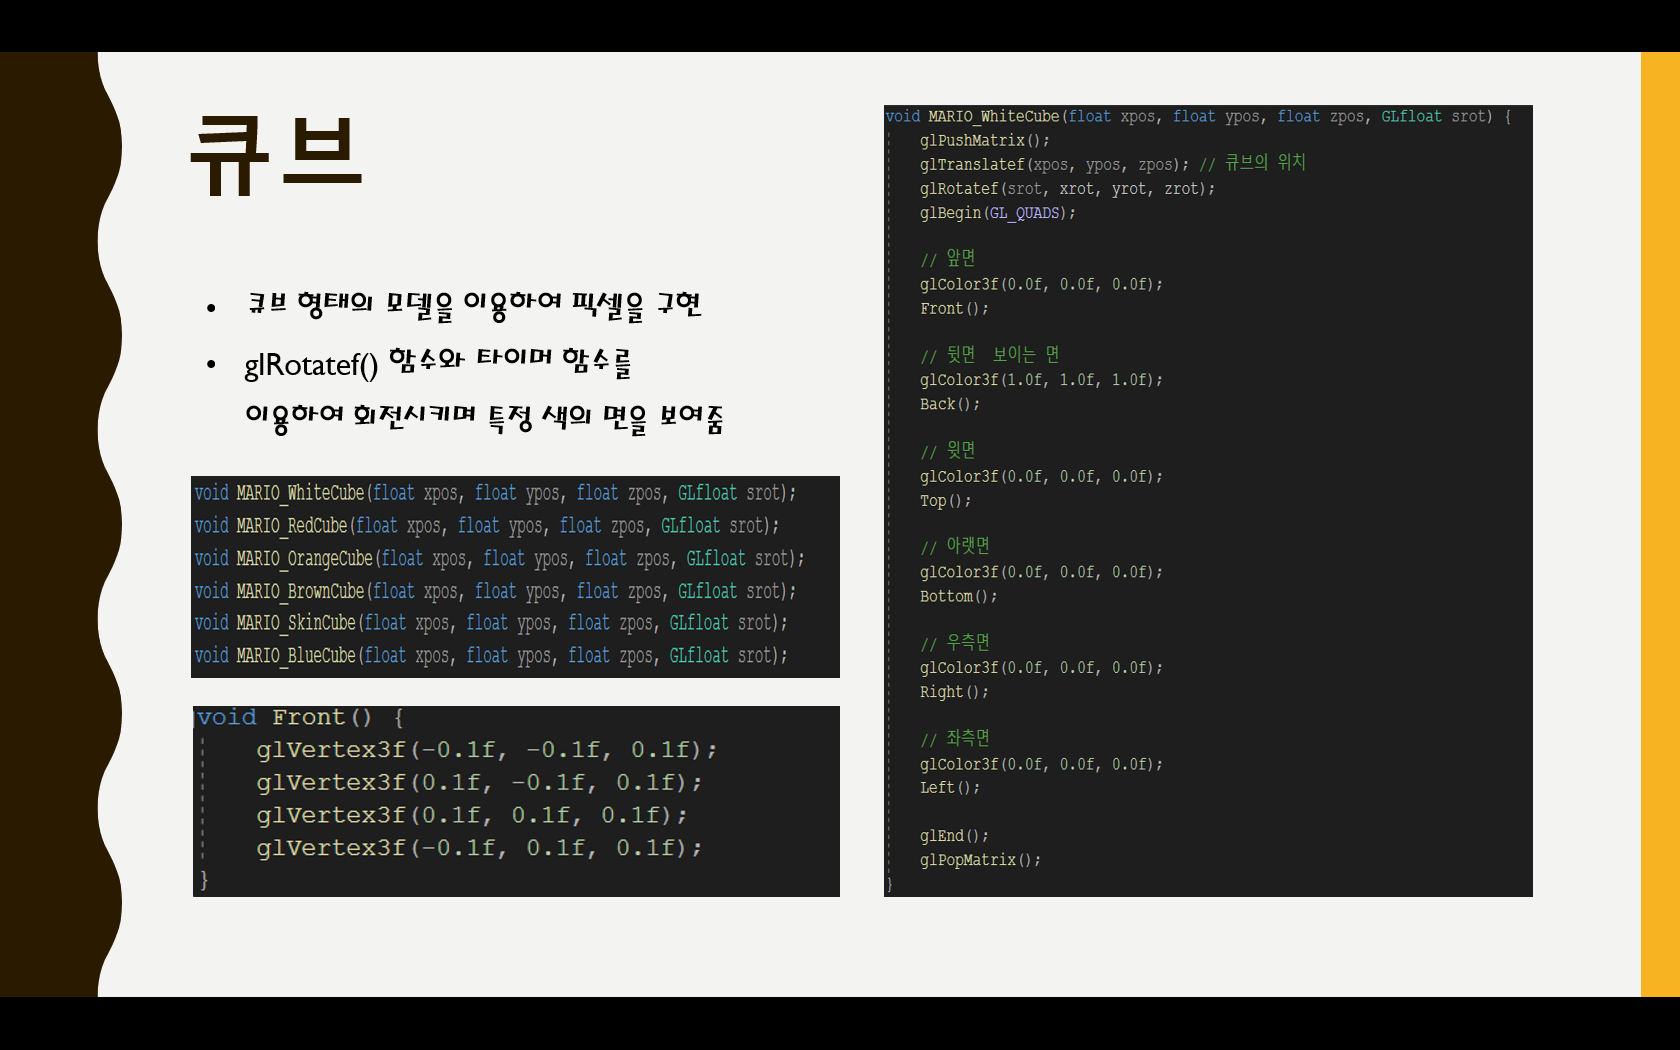 큐브
• 큐브 형태의 모델을 이용하여 픽셀을 구현
• glRotatef() 함수와 타이머 함수를
이용하여 회전시키며 특정 색의 면을 보여줌
void MARIO_WhiteCube(float xpos, float ypos, float zpos, GLfloat srot);
void MARIO_RedCube(float xpos, float ypos, float zpos, GLfloat srot);
void MARIO_OrangeCube(float xpos, float ypos, float zpos, GLfloat srot);
void MARIO_BrownCube(float xpos, float ypos, float zpos, GLfloat srot);
void MARIO_SkinCube(float xpos, float ypos, float zpos, GLfloat srot);
void MARIO_BlueCube(float xpos, float ypos, float zpos, GLfloat srot);
void Front() {
glVertex3f(-0.1f, -0.1f, 0.1f);
glVertex3f(0.1f, -0.1f, 0.1f);
glVertex3f(0.1f, 0.1f, 0.1f);
glVertex3f(-0.1f, 0.1f, 0.1f);
}
void MARIO_WhiteCube(float xpos, float ypos, float zpos, GLfloat srot) {
glPushMatrix();
glTranslatef(xpos, ypos, zpos); // 큐브의 위치
glRotatef(srot, xrot, yrot, zrot);
glBegin(GL_QUADS);
// 앞면
glColor3f(0.0f, 0.0f, 0.0f);
Front();
// 뒷면 보이는 면
glColor3f(1.0f, 1.0f, 1.0f);
Back();
// 윗면
glColor3f(0.0f, 0.0f, 0.0f);
Top();
// 아랫면
glColor3f(0.0f, 0.0f, 0.0f);
Bottom();
// 우측면
glColor3f(0.0f, 0.0f, 0.0f);
Right();
// 좌측면
glColor3f(0.0f, 0.0f, 0.0f);
Left();
glEnd();
glPopMatrix();
}